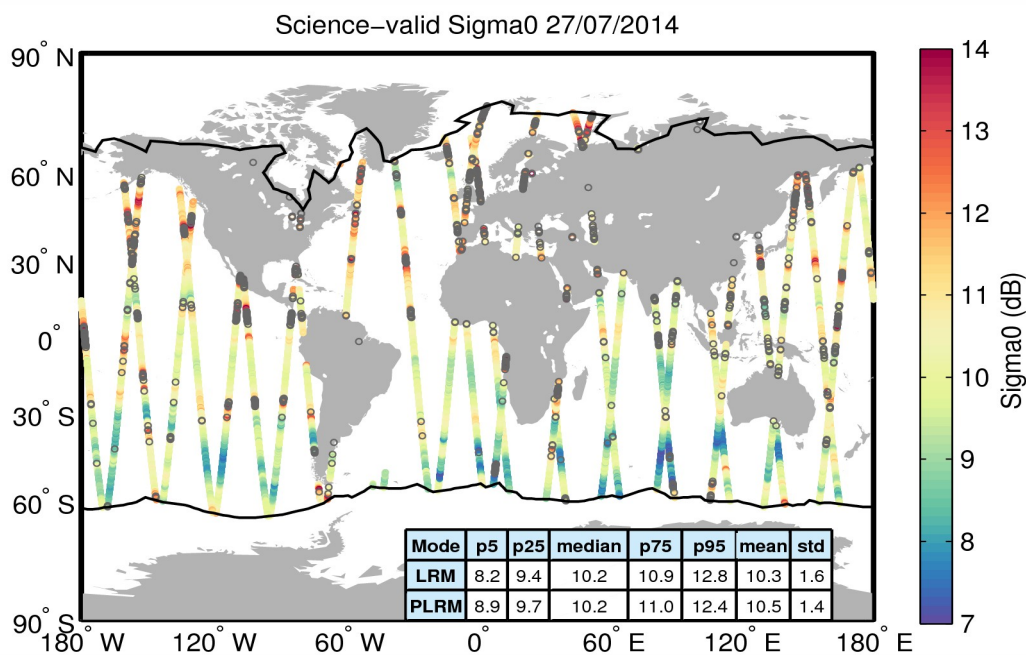 Science−valid Sigma0 27/07/2014
90° N
60° N
30° N
0°
30° S
60° S
90° S
180° W
120° W
60° W
0°
60° E
120° E
180° E
Mode p5 p25 median p75 p95 mean std
LRM 8.2 9.4 10.2 10.9 12.8 10.3 1.6
PLRM 8.9 9.7 10.2 11.0 12.4 10.5 1.4
14
13
12
11
10
9
8
7
Sigma0 (dB)